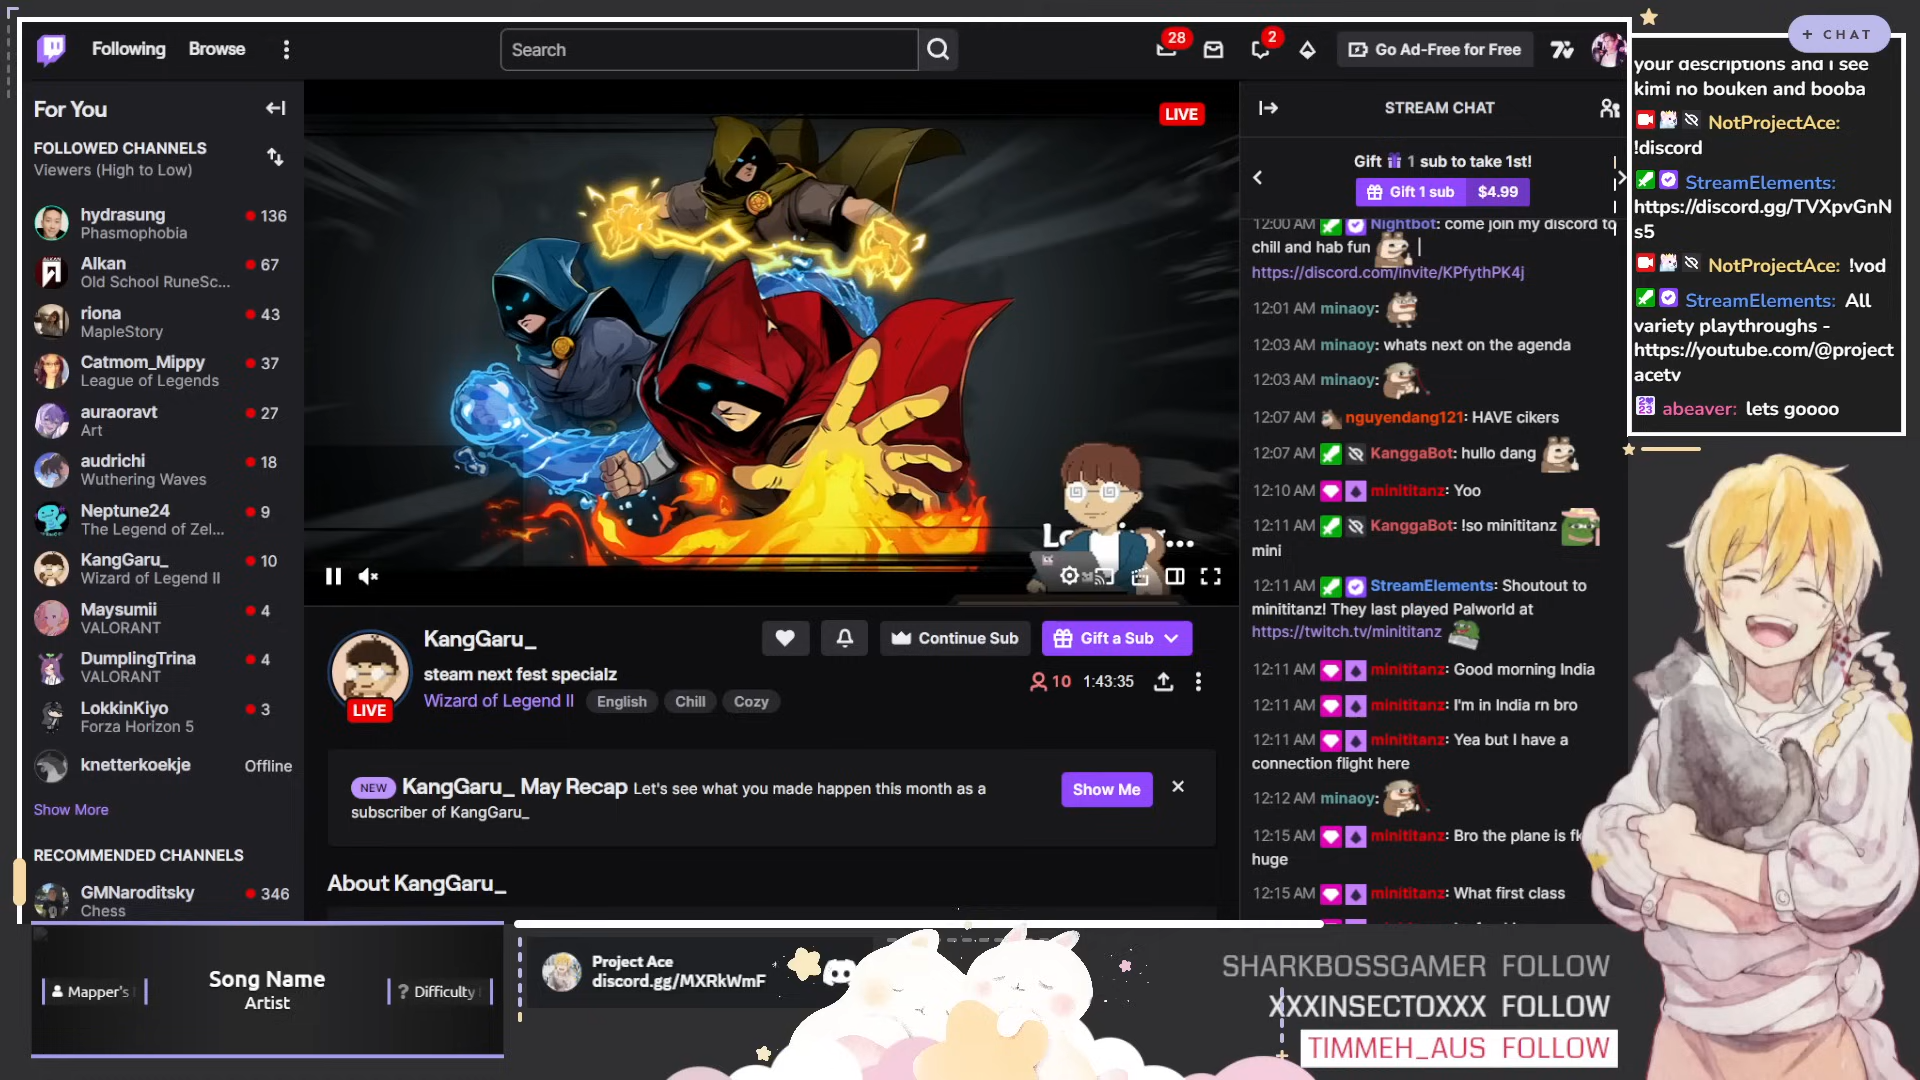 Following
Browse
Search
28
2
Go Ad-Free for Free
+ CHAT
For You
FOLLOWED CHANNELS
Viewers (High to Low)
hydrasung
136
Phasmophobia
Alkan
67
Old School RuneSc...
riona
43
MapleStory
Catmom_Mippy
37
League of Legends
auraoravt
27
Art
audrichi
18
Wuthering Waves
Neptune24
9
The Legend of Zel...
KangGaru_
10
Wizard of Legend II
Maysumii
4
VALORANT
DumplingTrina
4
VALORANT
LokkinKiyo
3
Forza Horizon 5
knetterkoekje
Offline
Show More
RECOMMENDED CHANNELS
GMNaroditsky
346
Chess
LIVE
KangGaru_
Continue Sub
Gift a Sub
steam next fest specialz
10
1:43:35
Wizard of Legend II
English
Chill
Cozy
LIVE
NEW KangGaru_ May Recap Let's see what you made happen this month as a
subscriber of KangGaru_
Show Me
About KangGaru_
STREAM CHAT
Gift 1 sub to take 1st!
Gift 1 sub $4.99
12:00 AM Nightbot: come join my discord to
chill and hab fun |
https://discord.com/invite/KPfythPK4j
12:01 AM minaoy:
12:03 AM minaoy: whats next on the agenda
12:03 AM minaoy:
12:07 AM nguyendang121: HAVE cikers
12:07 AM KanggaBot: hullo dang
12:10 AM minititanz: Yoo
12:11 AM KanggaBot: !so minititanz
mini
12:11 AM StreamElements: Shoutout to
minititanz! They last played Palworld at
https://twitch.tv/minititanz
12:11 AM minititanz: Good morning India
12:11 AM minititanz: I'm in India rn bro
12:11 AM minititanz: Yea but I have a
connection flight here
12:12 AM minaoy:
12:15 AM minititanz: Bro the plane is
huge
12:15 AM minititanz: What first class
your descriptions and i see
kimi no bouken and booba
NotProjectAce:
!discord
StreamElements:
https://discord.gg/TVXpvGnN
s5
NotProjectAce: !vod
StreamElements: All
variety playthroughs -
https://youtube.com/@project
acetv
abeaver: lets goooo
Mapper's
Song Name
Artist
? Difficulty
Project Ace
discord.gg/MXRkWmF
SHARKBOSSGAMER FOLLOW
XXXINSECTOXXX FOLLOW
TIMMEH_AUS FOLLOW